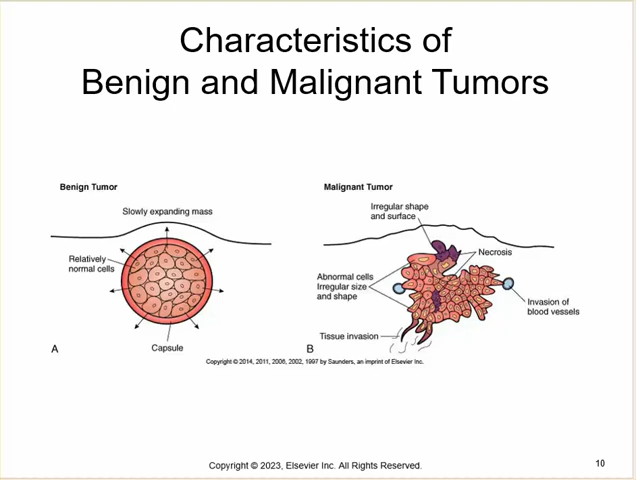 Characteristics of
Benign and Malignant Tumors
Benign Tumor
Slowly expanding mass
Relatively
normal cells
Capsule
A
Malignant Tumor
Irregular shape
and surface
Necrosis
Abnormal cells
Irregular size
and shape
Invasion of
blood vessels
Tissue invasion
B
Copyright © 2014, 2011, 2006, 2002, 1997 by Saunders, an imprint of Elsevier Inc.
Copyright © 2023, Elsevier Inc. All Rights Reserved.
10